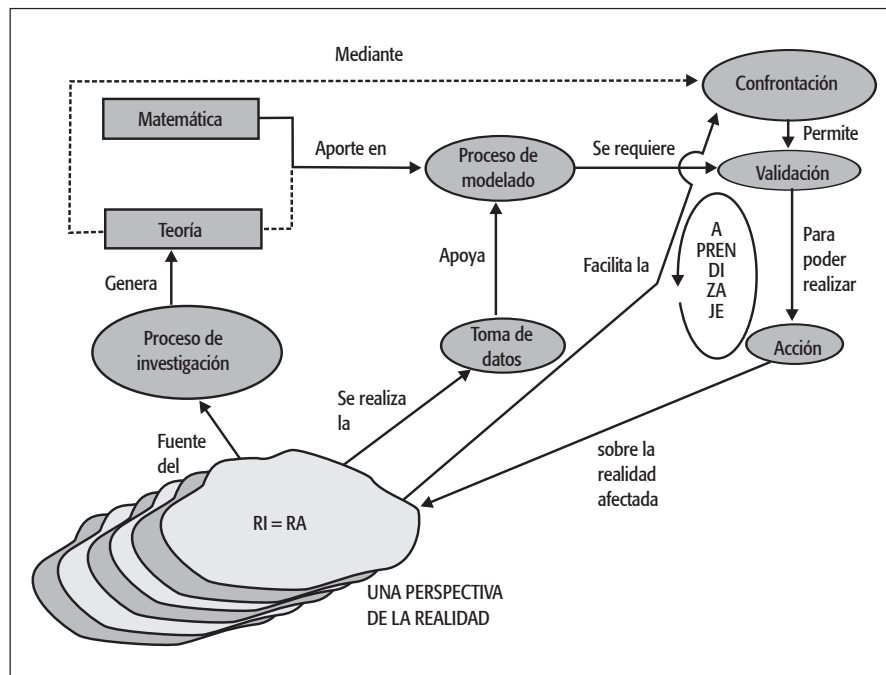 Mediante
Confrontación
Matemática
Permite
Aporte en
Proceso de
modelado
Se requiere
Validación
Teoría
A
PREN
DI
ZA
JE
Para
poder
realizar
Genera
Apoya
Facilita la
Proceso de
investigación
Toma de
datos
Acción
Se realiza
la
Fuente
del
sobre la
realidad
afectada
RI = RA
UNA PERSPECTIVA
DE LA REALIDAD